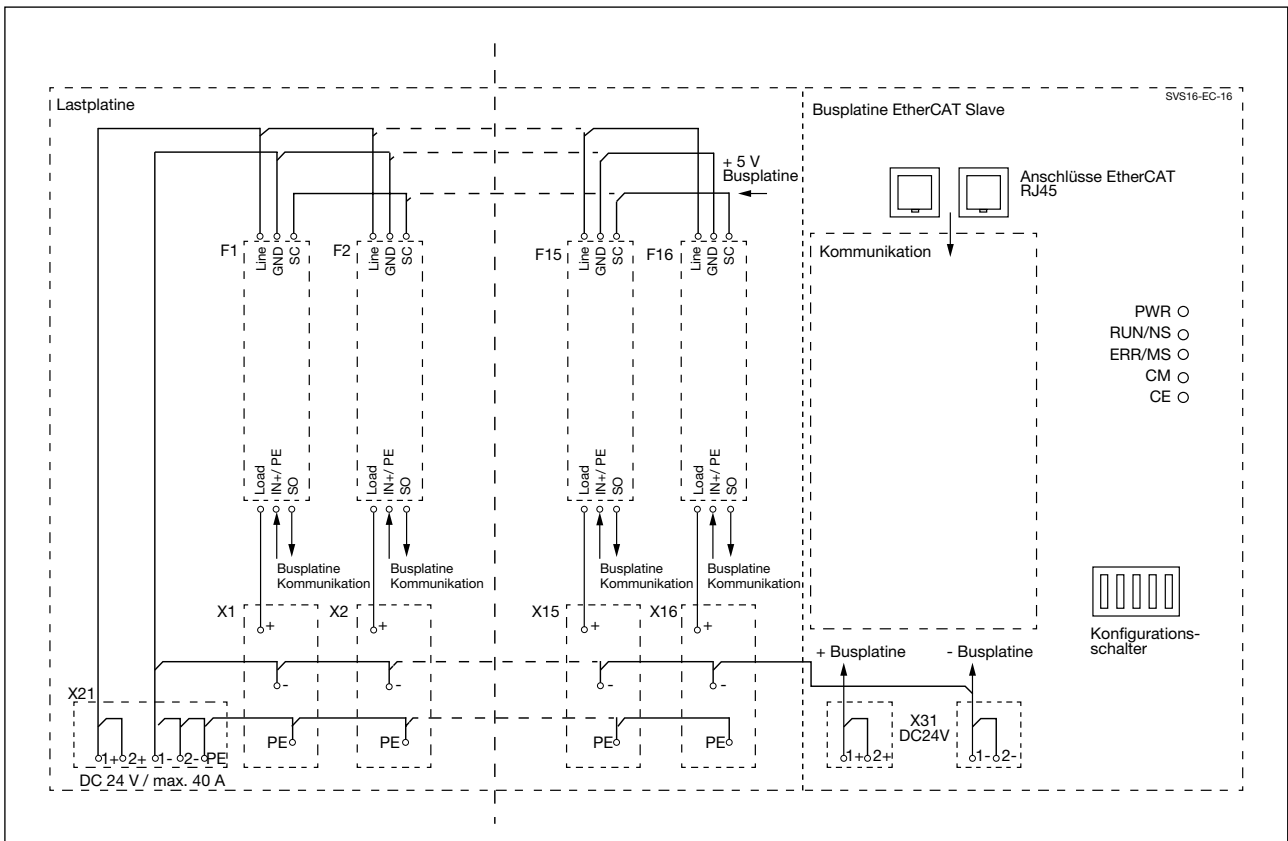 SVS16-EC-16
Lastplatine
Busplatine EtherCAT Slave
+ 5 V
Busplatine
Anschlüsse EtherCAT
RJ45
F1
Line
GND
SC
F2
Line
GND
SC
F15
Line
GND
SC
F16
Line
GND
SC
Kommunikation
PWR
RUN/NS
ERR/MS
CM
CE
Load
IN+/ PE
SO
Load
IN+/ PE
SO
Load
IN+/ PE
SO
Load
IN+/ PE
SO
Busplatine
Kommunikation
Busplatine
Kommunikation
Busplatine
Kommunikation
Busplatine
Kommunikation
X1
+
-
PE
X2
+
-
PE
X15
+
-
PE
X16
+
-
PE
Konfigurations-
schalter
+ Busplatine
- Busplatine
X21
1+ 2+ 1- 2- PE
DC 24 V / max. 40 A
X31
DC24V
1+ 2+
1- 2-